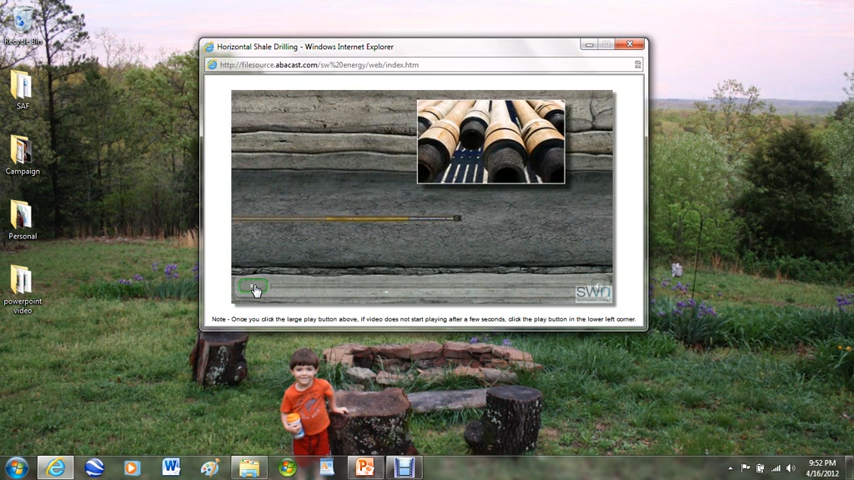 Horizontal Shale Drilling - Windows Internet Explorer
http://filesource.abacast.com/sw%20energy/web/index.htm
Recycle Bin
SAF
Campaign
Personal
powerpoint
video
swn
Note - Once you click the large play button above, if video does not start playing after a few seconds, click the play button in the lower left corner.
9:52 PM
4/16/2012